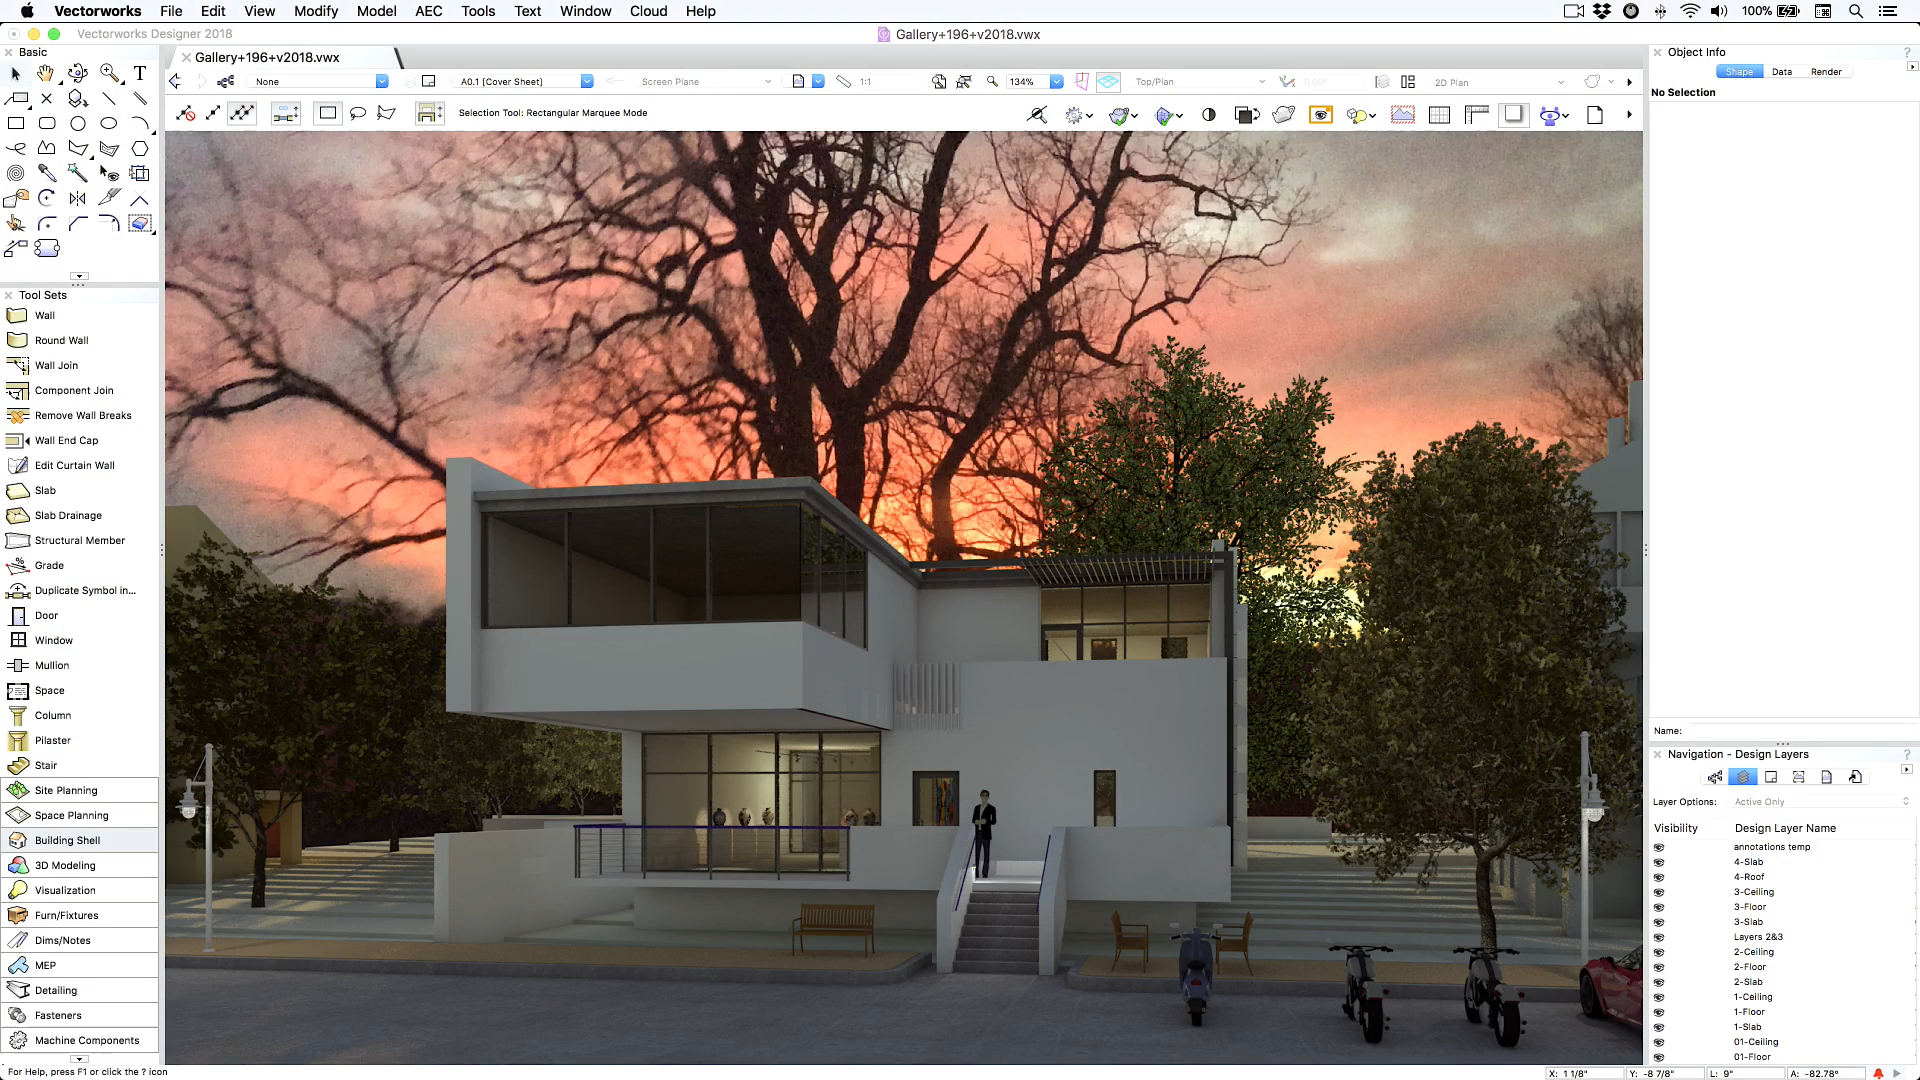 Vectorworks File Edit View Modify Model AEC Tools Text Window Cloud Help 100%
Vectorworks Designer 2018 Gallery+196+v2018.vwx
Basic Gallery+196+v2018.vwx Object Info ?
None A0.1 [Cover Sheet] Screen Plane 1:1 134% Top/Plan 0.00° 2D Plan Shape Data Render
No Selection
Selection Tool: Rectangular Marquee Mode
Tool Sets
Wall
Round Wall
Wall Join
Component Join
Remove Wall Breaks
Wall End Cap
Edit Curtain Wall
Slab
Slab Drainage
Structural Member
Grade
Duplicate Symbol in...
Door
Window
Mullion
Space
Column
Pilaster
Stair
Site Planning
Space Planning
Building Shell
3D Modeling
Visualization
Furn/Fixtures
Dims/Notes
MEP
Detailing
Fasteners
Machine Components
Name:
Navigation - Design Layers ?
Layer Options: Active Only
Visibility Design Layer Name
annotations temp
4-Slab
4-Roof
3-Ceiling
3-Floor
3-Slab
Layers 2&3
2-Ceiling
2-Floor
2-Slab
1-Ceiling
1-Floor
1-Slab
01-Ceiling
01-Floor
For Help, press F1 or click the ? icon X: 1 1/8" Y: -8 7/8" L: 9" A: -82.78°